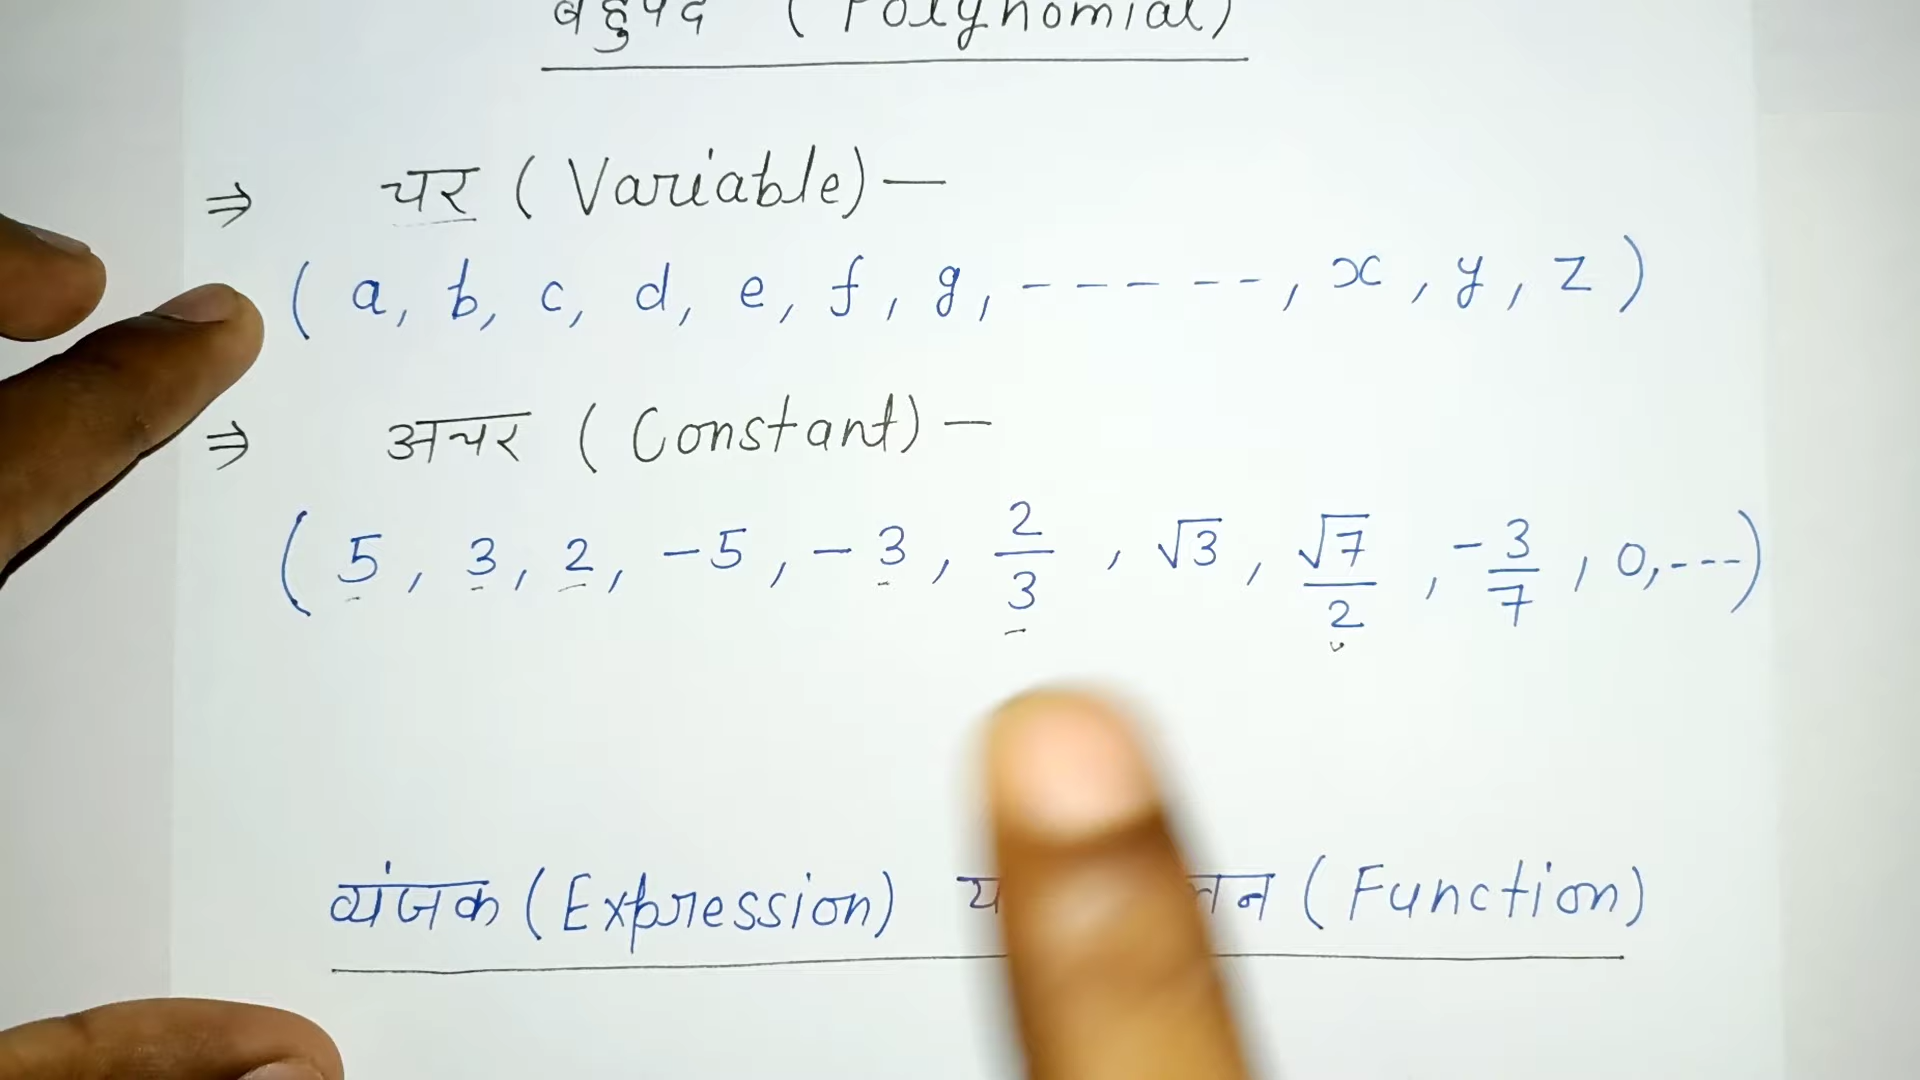 बहुपद ( Polynomial )
⇒ चर ( Variable ) —
( a, b, c, d, e, f, g, ------, x, y, z )
⇒ अचर ( Constant ) —
( 5, 3, 2, -5, -3, 2/3, √3, √7/2, -3/7, 0, --- )
व्यंजक ( Expression ) ( Function )